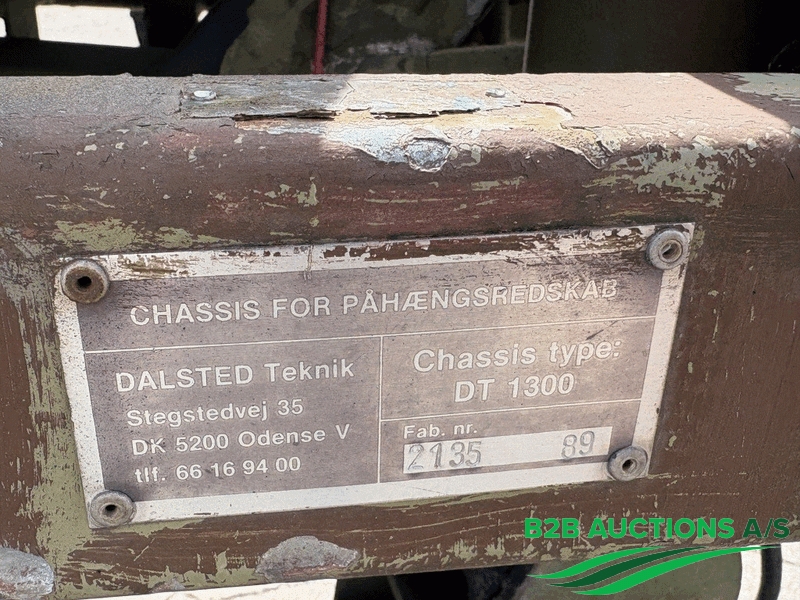 CHASSIS FOR PÅHÆNGSREDSKAB
DALSTED Teknik
Stegstedvej 35
DK 5200 Odense V
tlf. 66 16 94 00
Chassis type:
DT 1300
Fab. nr.
2135 89
B2B AUCTIONS A/S